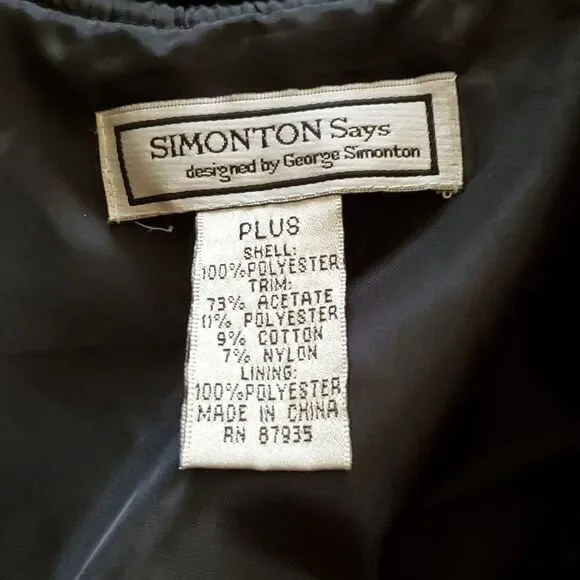 SIMONTON Says
designed by George Simonton
PLUS
SHELL:
100%POLYESTER
TRIM:
73% ACETATE
11% POLYESTER
9% COTTON
7% NYLON
LINING:
100%POLYESTER
MADE IN CHINA
RN 87935